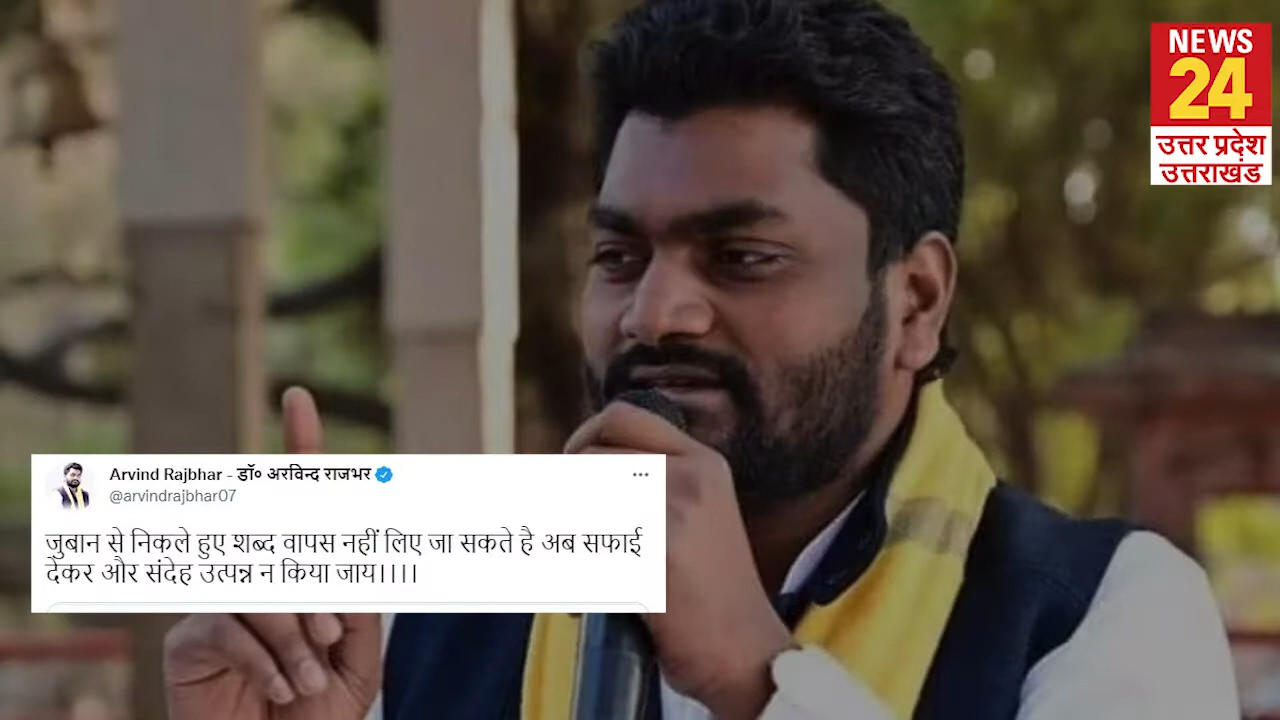 NEWS
24
उत्तर प्रदेश
उत्तराखंड
Arvind Rajbhar - डॉ० अरविन्द राजभर
@arvindrajbhar07
जुबान से निकले हुए शब्द वापस नहीं लिए जा सकते है अब सफाई
देकर और संदेह उत्पन्न न किया जाय।।।।